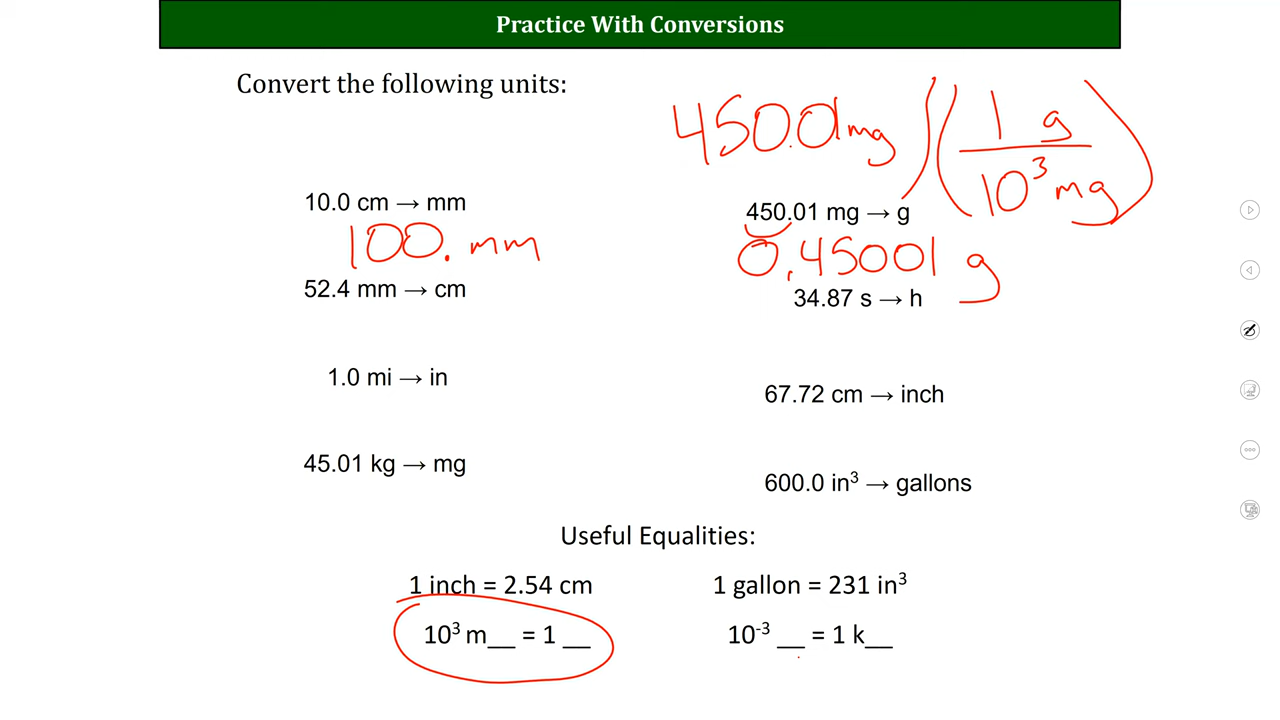 Practice With Conversions
Convert the following units:
450.01 mg ( 1 g / 10³ mg )
10.0 cm → mm
100. mm
52.4 mm → cm
1.0 mi → in
45.01 kg → mg
450.01 mg → g
0.45001 g
34.87 s → h
67.72 cm → inch
600.0 in³ → gallons
Useful Equalities:
1 inch = 2.54 cm
10³ m__ = 1 __
1 gallon = 231 in³
10⁻³ __ = 1 k__